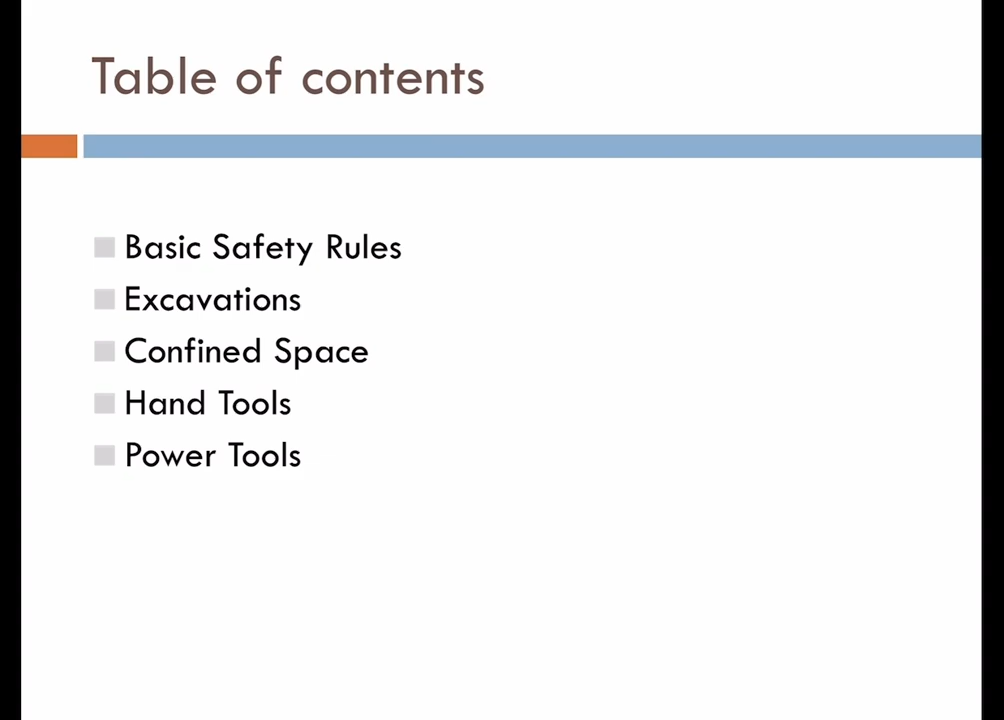 Table of contents
Basic Safety Rules
Excavations
Confined Space
Hand Tools
Power Tools